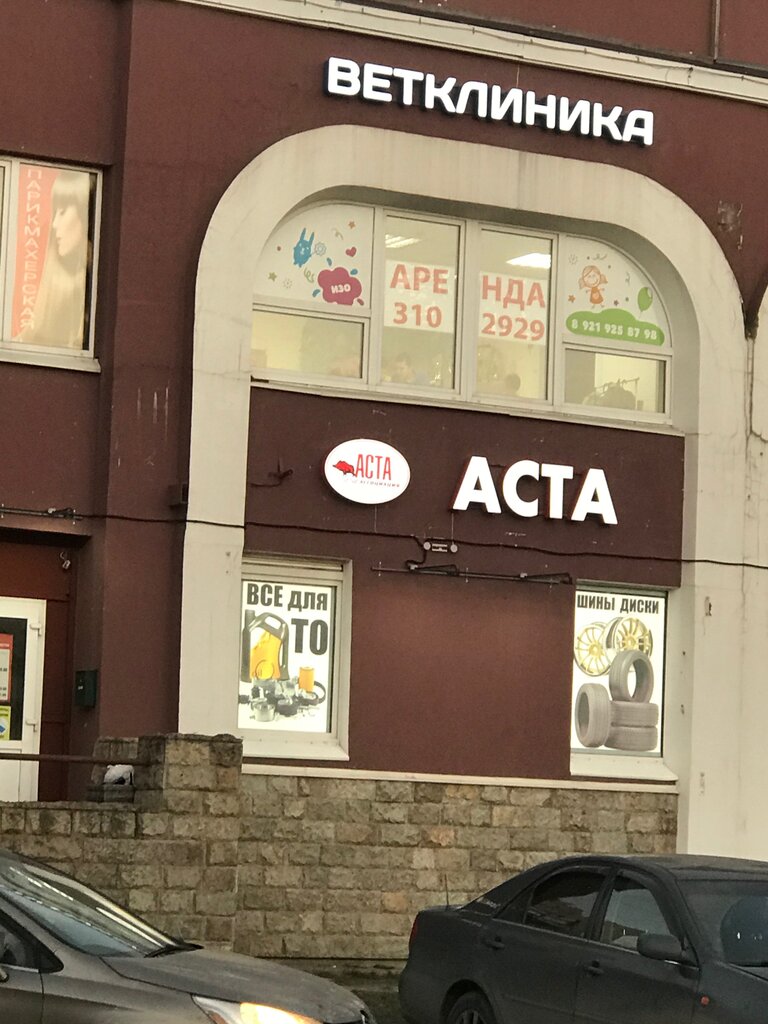 ВЕТКЛИНИКА
ПАРИКМАХЕРСКАЯ
ИЗО
АРЕ НДА
310 2929
8 921 925 87 98
АСТА
АССОЦИАЦИЯ
АСТА
ВСЕ ДЛЯ
ТО
ШИНЫ ДИСКИ